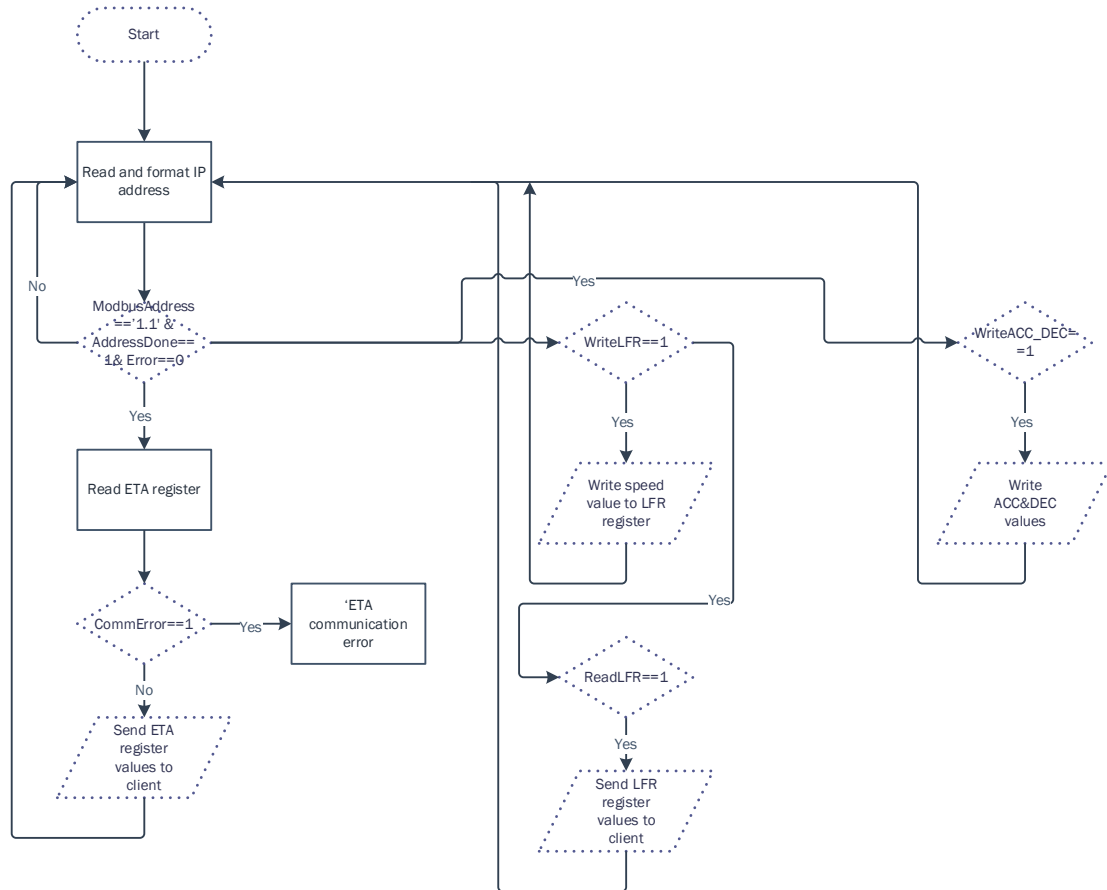 Start
Read and format IP
address
No
ModbusAddress
=='1.1' &
AddressDone==
1& Error==0
Yes
WriteLFR==1
WriteACC_DEC=
=1
Yes
Read ETA register
Yes
Write speed
value to LFR
register
Yes
Write
ACC&DEC
values
CommError==1
Yes
‘ETA
communication
error
Yes
No
ReadLFR==1
Send ETA
register
values to
client
Yes
Send LFR
register
values to
client